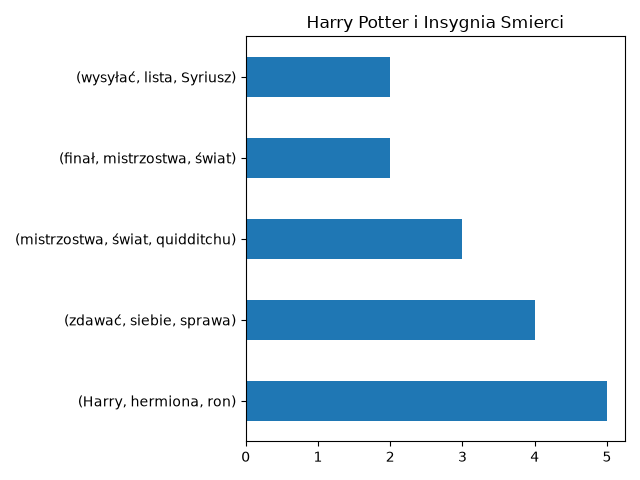 Harry Potter i Insygnia Smierci
(wysyłać, lista, Syriusz)
(finał, mistrzostwa, świat)
(mistrzostwa, świat, quidditchu)
(zdawać, siebie, sprawa)
(Harry, hermiona, ron)
0 1 2 3 4 5